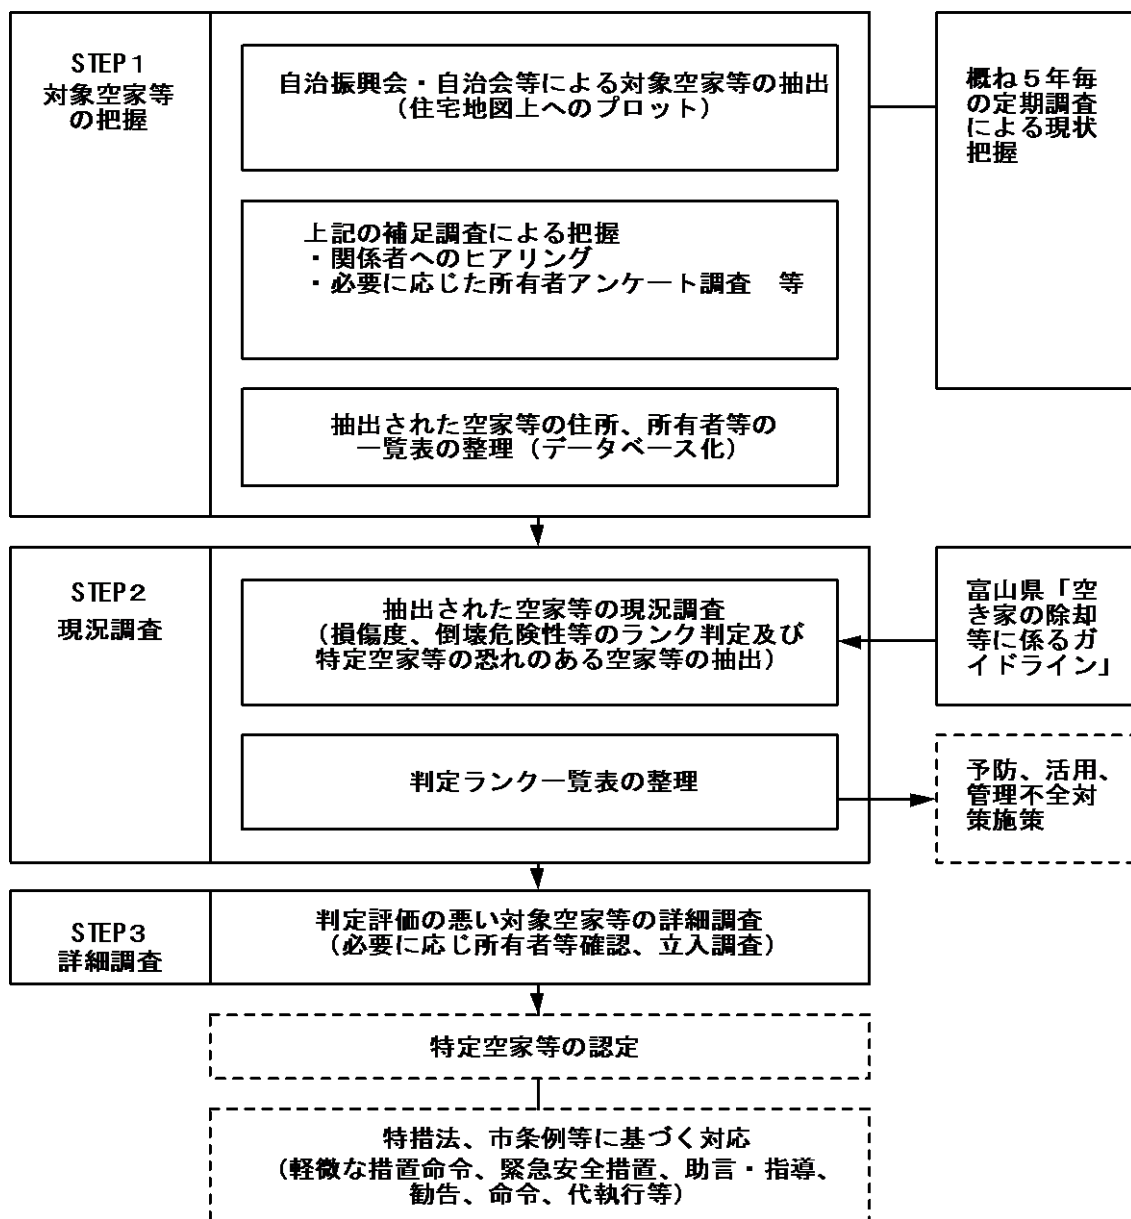 STEP1
対象空家等
の把握
自治振興会・自治会等による対象空家等の抽出
（住宅地図上へのプロット）
概ね５年毎
の定期調査
による現状
把握
上記の補足調査による把握
・関係者へのヒアリング
・必要に応じた所有者アンケート調査　等
抽出された空家等の住所、所有者等の
一覧表の整理（データベース化）
STEP2
現況調査
抽出された空家等の現況調査
（損傷度、倒壊危険性等のランク判定及び
特定空家等の恐れのある空家等の抽出）
富山県「空
き家の除却
等に係るガ
イドライン」
判定ランク一覧表の整理
予防、活用、
管理不全対
策施策
STEP3
詳細調査
判定評価の悪い対象空家等の詳細調査
（必要に応じ所有者等確認、立入調査）
特定空家等の認定
特措法、市条例等に基づく対応
（軽微な措置命令、緊急安全措置、助言・指導、
勧告、命令、代執行等）